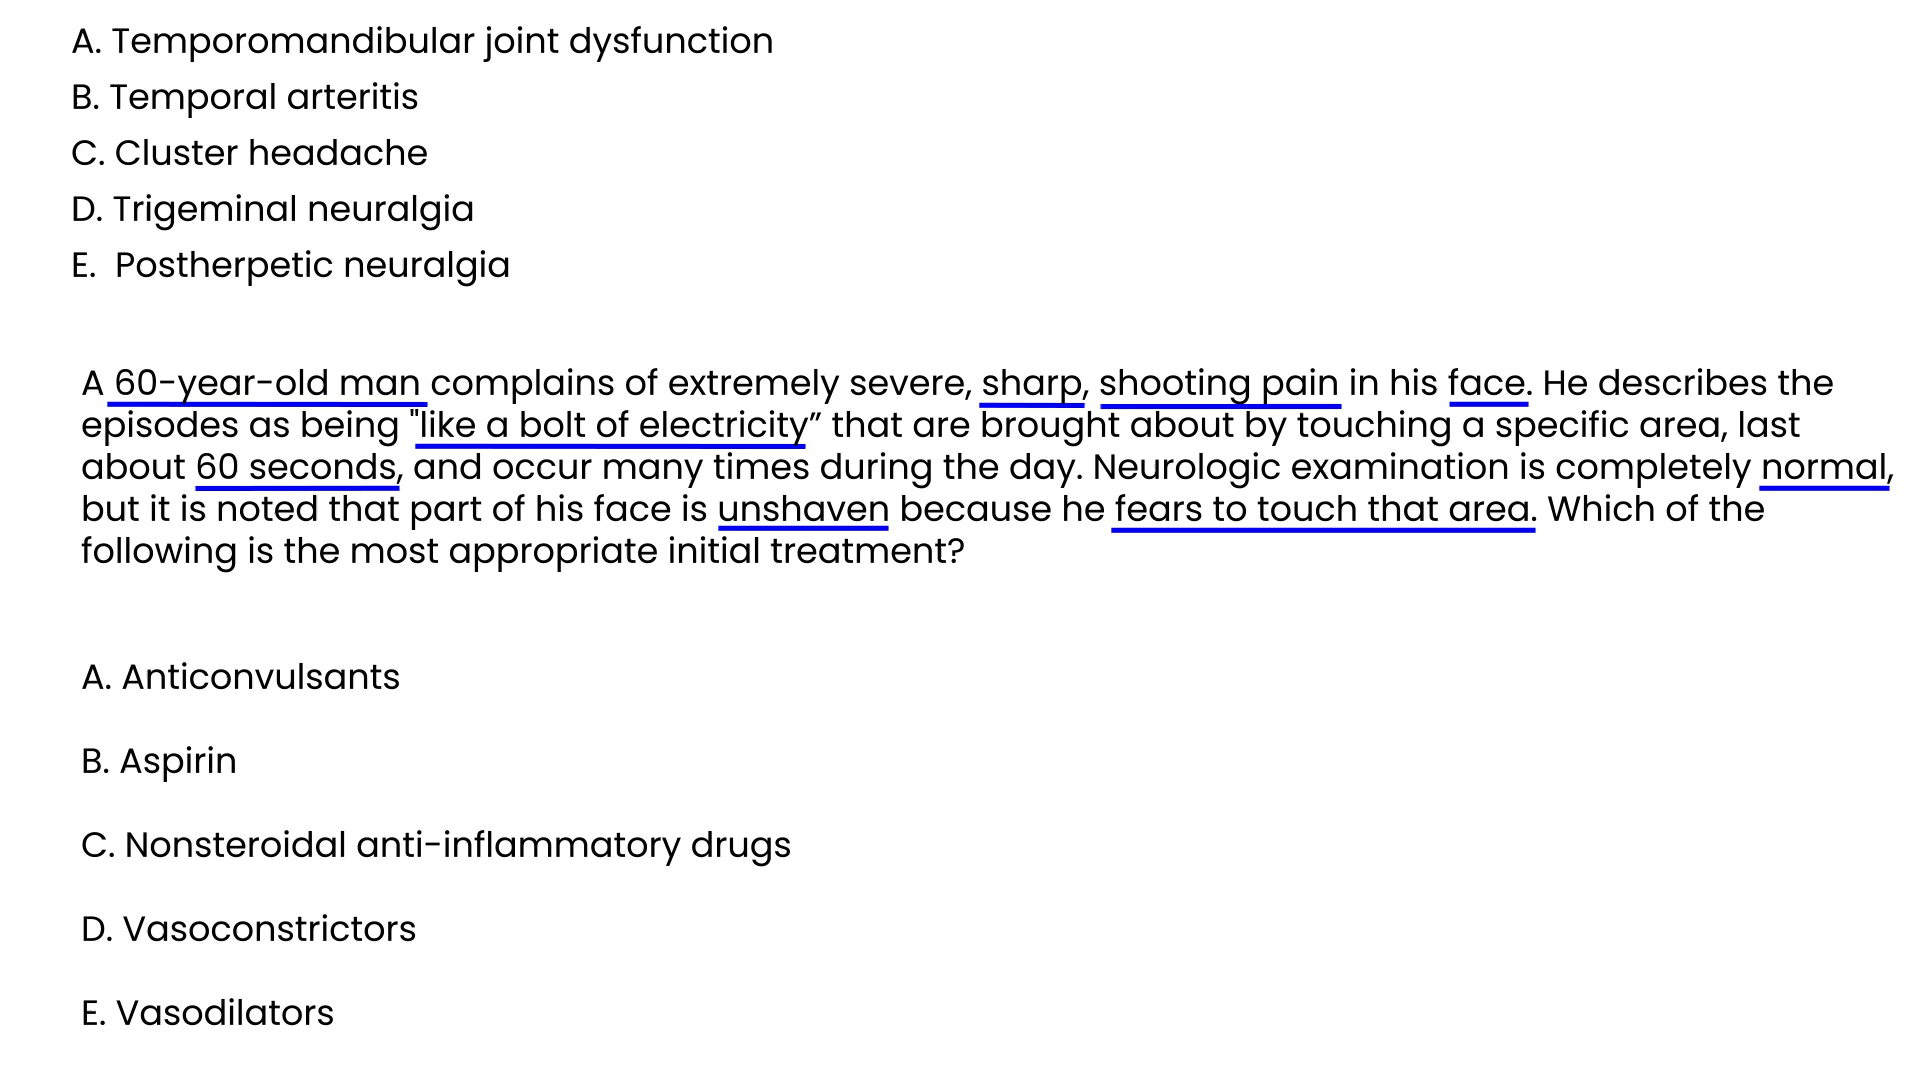 A. Temporomandibular joint dysfunction
B. Temporal arteritis
C. Cluster headache
D. Trigeminal neuralgia
E.  Postherpetic neuralgia
A 60-year-old man complains of extremely severe, sharp, shooting pain in his face. He describes the
episodes as being "like a bolt of electricity” that are brought about by touching a specific area, last
about 60 seconds, and occur many times during the day. Neurologic examination is completely normal,
but it is noted that part of his face is unshaven because he fears to touch that area. Which of the
following is the most appropriate initial treatment?
A. Anticonvulsants
B. Aspirin
C. Nonsteroidal anti-inflammatory drugs
D. Vasoconstrictors
E. Vasodilators